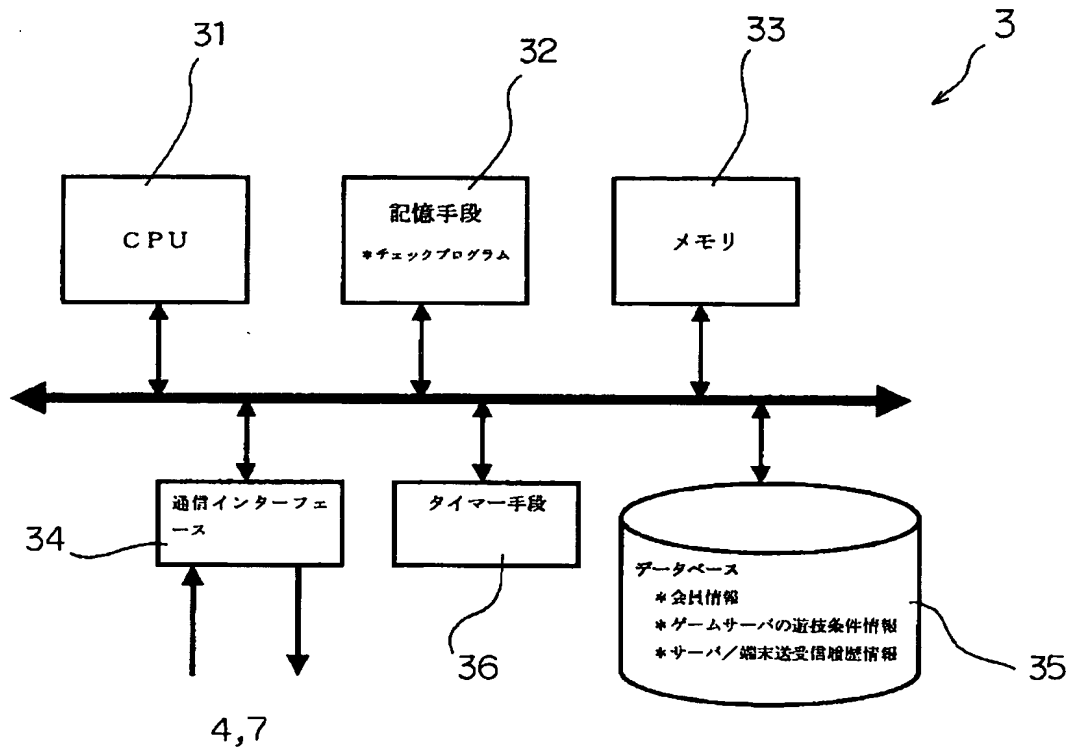 3
31
32
33
CPU
記憶手段
*チェックプログラム
メモリ
通信インターフェ
ース
タイマー手段
34
データベース
*会員情報
*ゲームサーバの遊技条件情報
*サーバ/端末送受信履歴情報
36
35
4,7